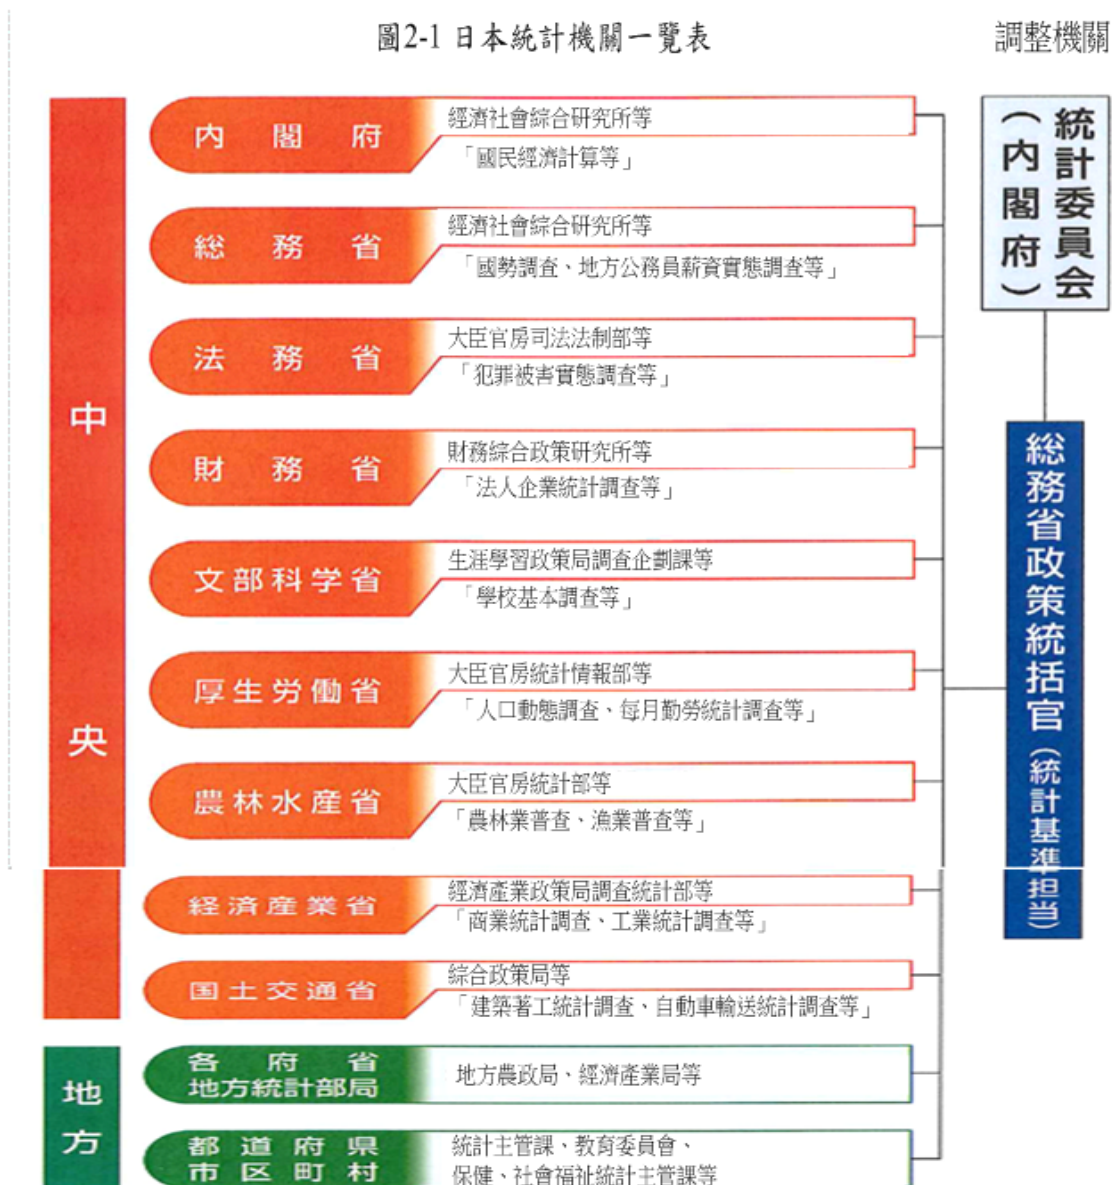 圖2-1 日本統計機關一覽表
調整機關
中央
内閣府
經濟社會綜合研究所等
「國民經濟計算等」
総務省
經濟社會綜合研究所等
「國勢調查、地方公務員薪資實態調查等」
法務省
大臣官房司法法制部等
「犯罪被害實態調查等」
財務省
財務綜合政策研究所等
「法人企業統計調查等」
文部科学省
生涯學習政策局調查企劃課等
「學校基本調查等」
厚生労働省
大臣官房統計情報部等
「人口動態調查、每月勤勞統計調查等」
農林水産省
大臣官房統計部等
「農林業普查、漁業普查等」
経済産業省
經濟產業政策局調查統計部等
「商業統計調查、工業統計調查等」
国土交通省
綜合政策局等
「建築著工統計調查、自動車輸送統計調查等」
地方
各府省
地方統計部局
地方農政局、經濟產業局等
都道府県
市区町村
統計主管課、教育委員會、
保健、社會福祉統計主管課等
統計委員会
（内閣府）
総務省政策統括官（統計基準担当）